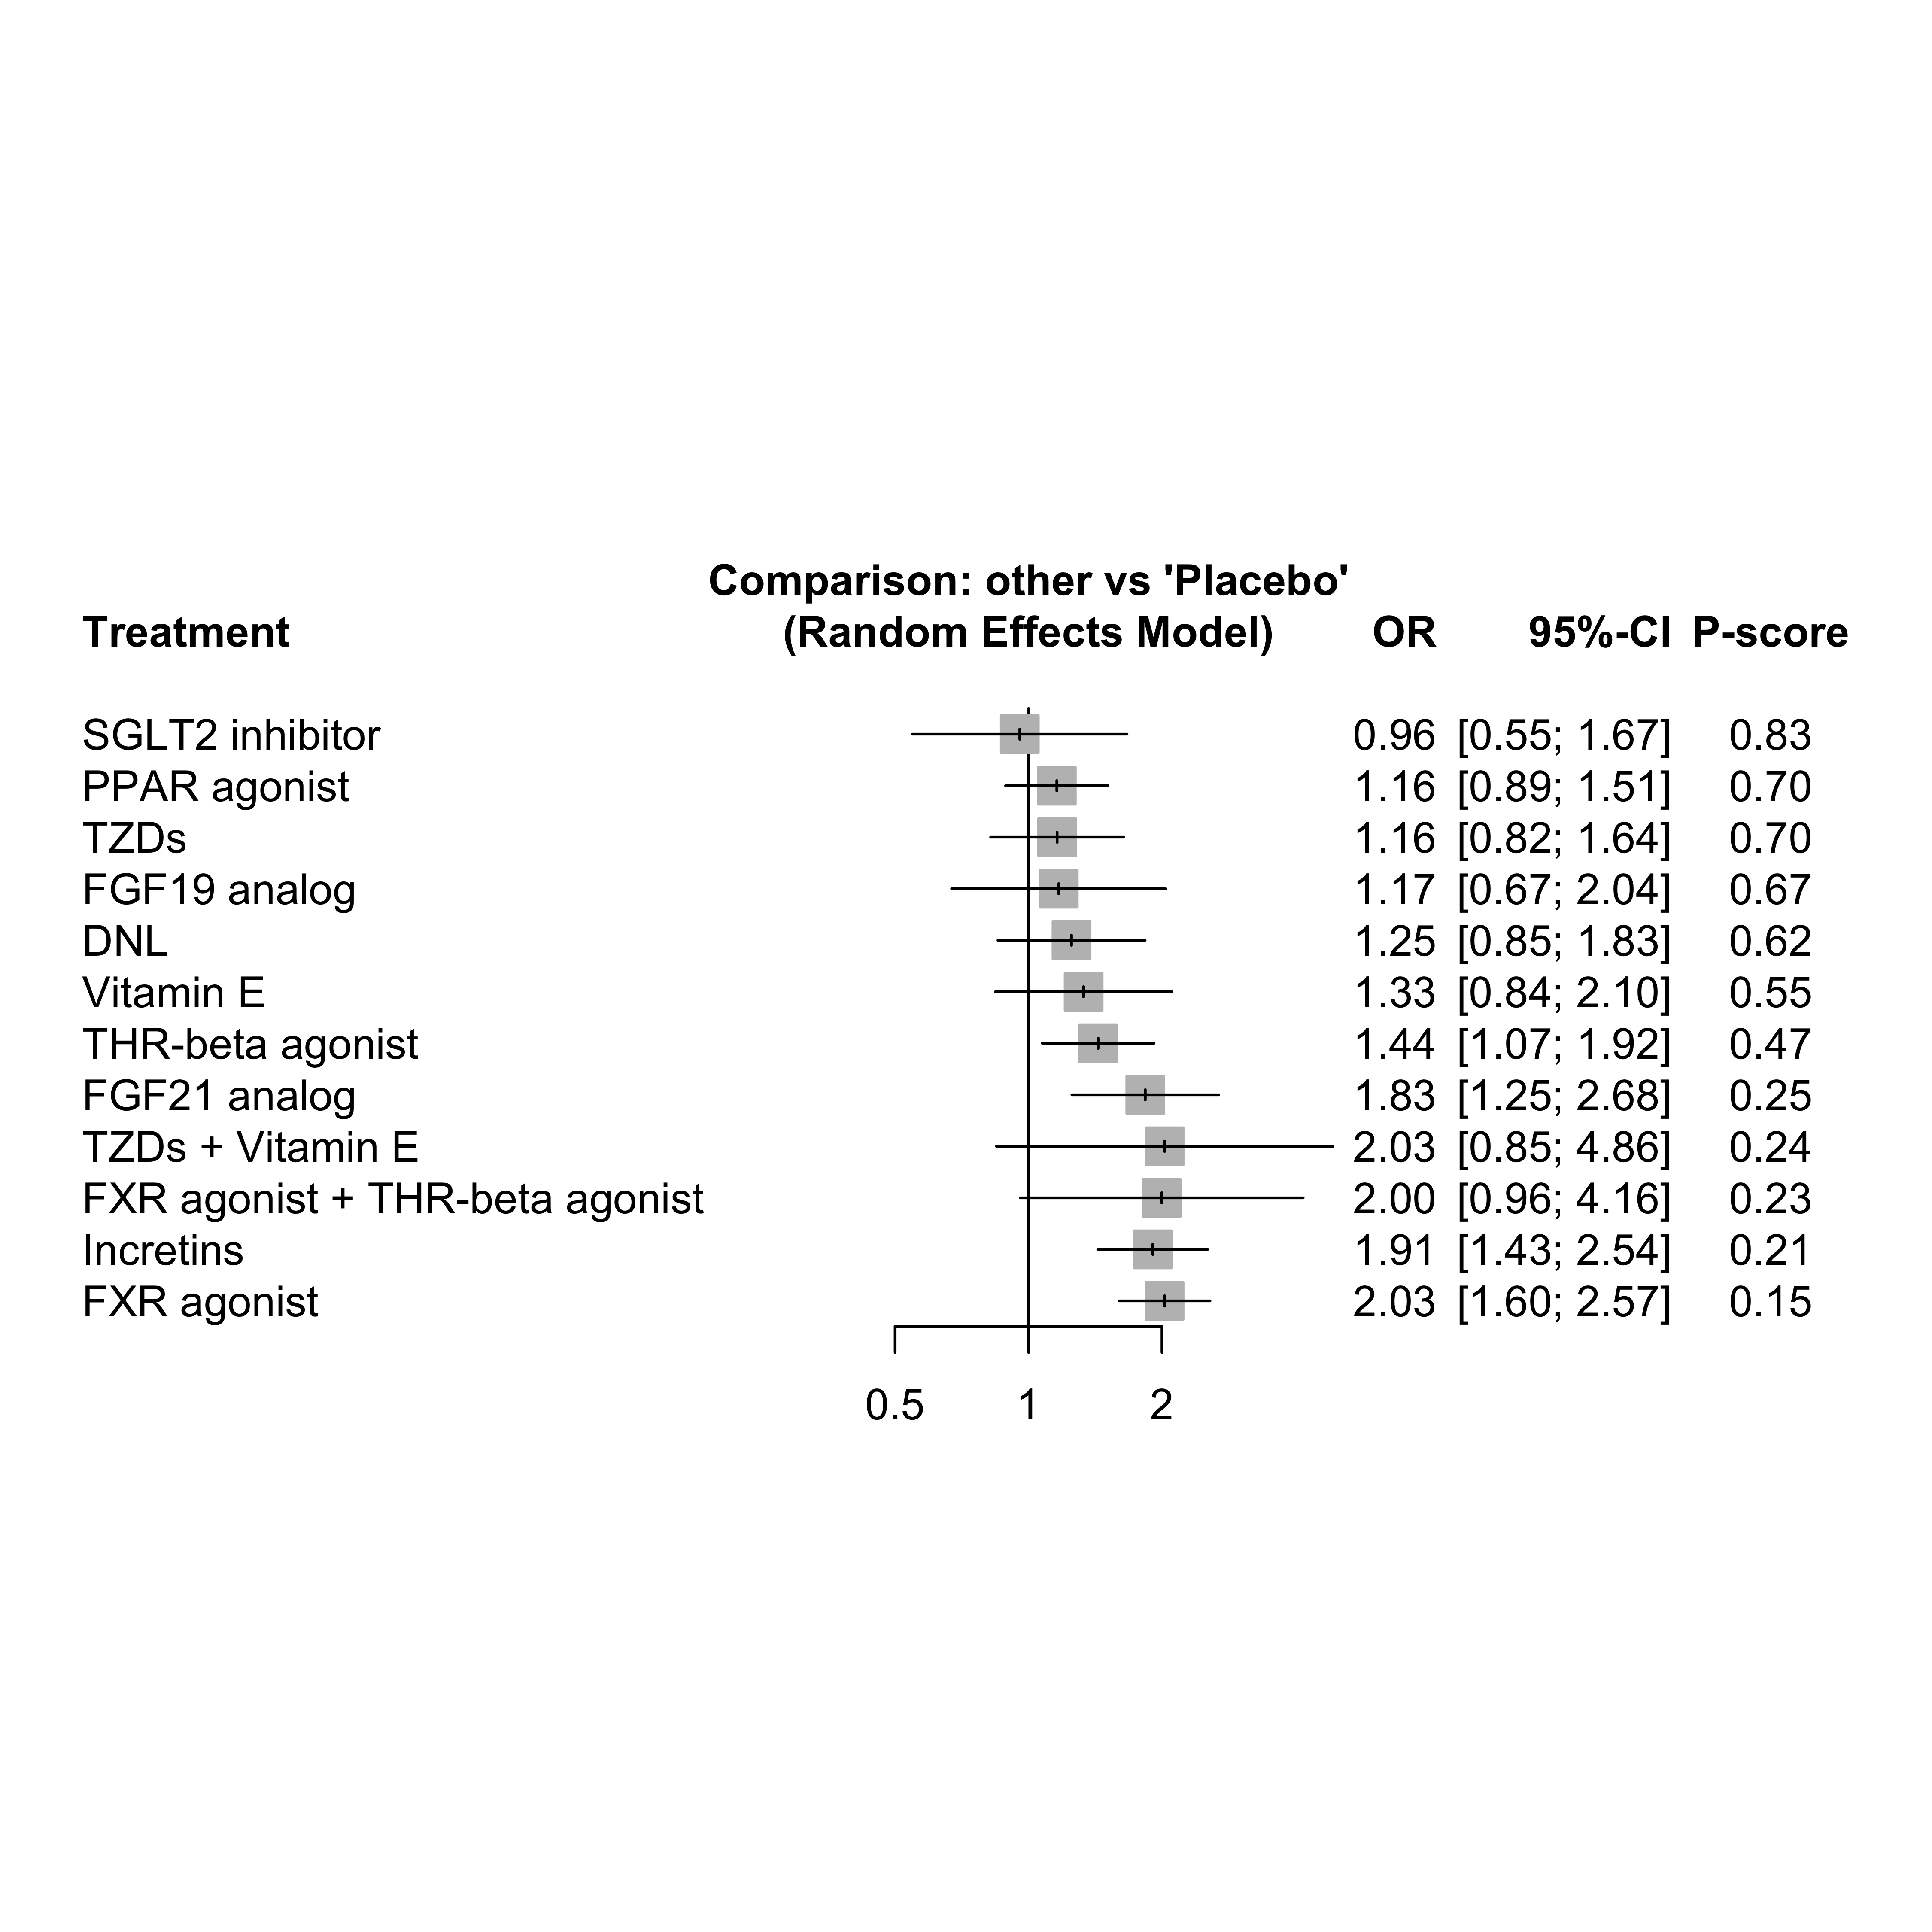 Comparison: other vs 'Placebo'
Treatment (Random Effects Model) OR 95%-CI P-score
SGLT2 inhibitor 0.96 [0.55; 1.67] 0.83
PPAR agonist 1.16 [0.89; 1.51] 0.70
TZDs 1.16 [0.82; 1.64] 0.70
FGF19 analog 1.17 [0.67; 2.04] 0.67
DNL 1.25 [0.85; 1.83] 0.62
Vitamin E 1.33 [0.84; 2.10] 0.55
THR-beta agonist 1.44 [1.07; 1.92] 0.47
FGF21 analog 1.83 [1.25; 2.68] 0.25
TZDs + Vitamin E 2.03 [0.85; 4.86] 0.24
FXR agonist + THR-beta agonist 2.00 [0.96; 4.16] 0.23
Incretins 1.91 [1.43; 2.54] 0.21
FXR agonist 2.03 [1.60; 2.57] 0.15
0.5 1 2